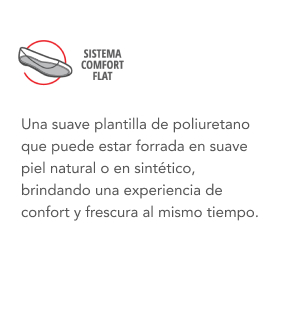 SISTEMA
COMFORT
FLAT
Una suave plantilla de poliuretano
que puede estar forrada en suave
piel natural o en sintético,
brindando una experiencia de
confort y frescura al mismo tiempo.